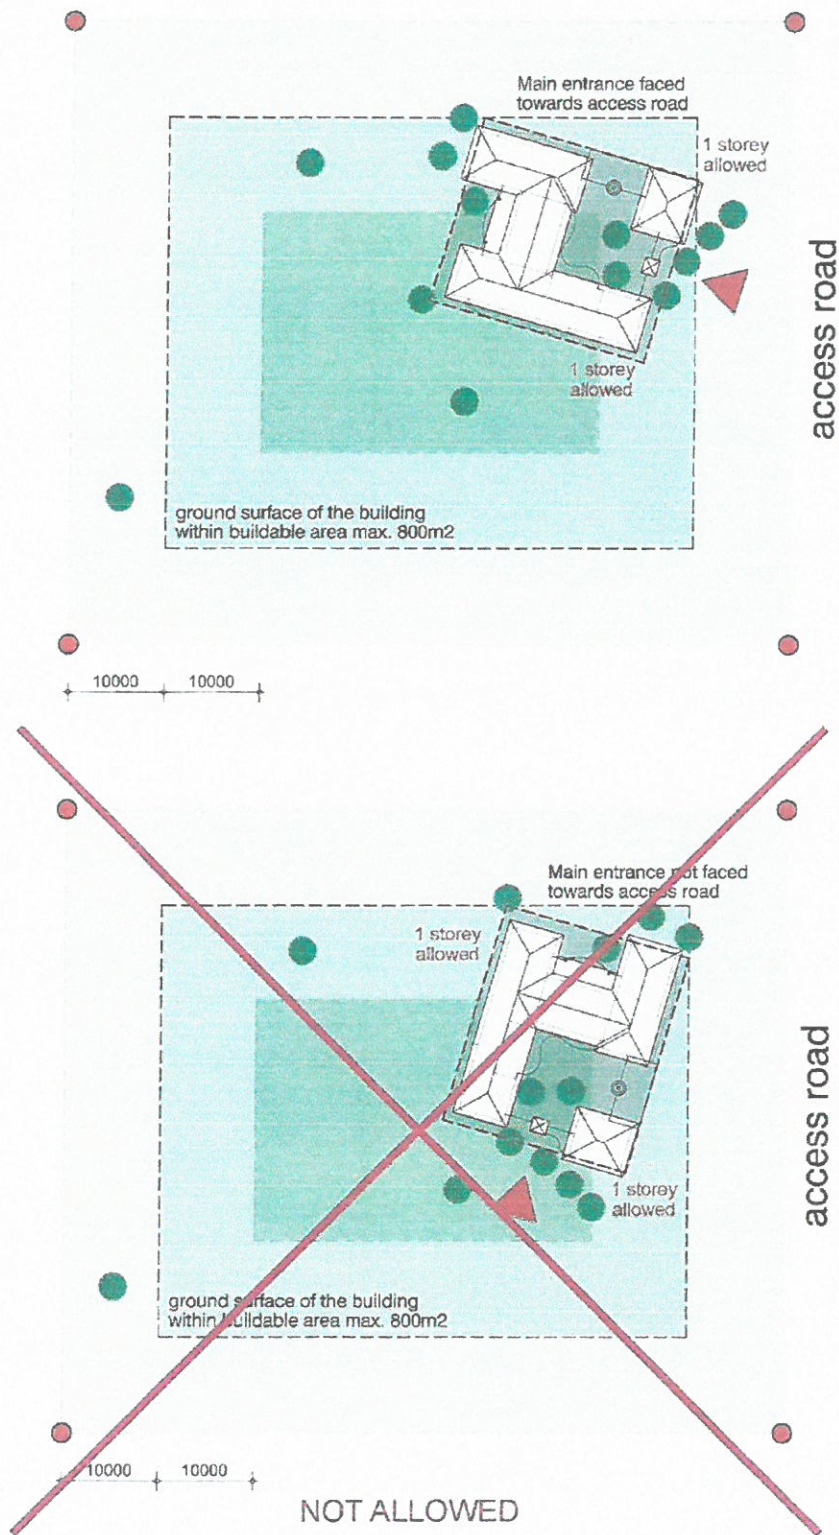 Main entrance faced
towards access road
1 storey
allowed
access road
1 storey
allowed
ground surface of the building
within buildable area max. 800m2
10000 10000
Main entrance not faced
towards access road
1 storey
allowed
access road
1 storey
allowed
ground surface of the building
within buildable area max. 800m2
10000 10000
NOT ALLOWED